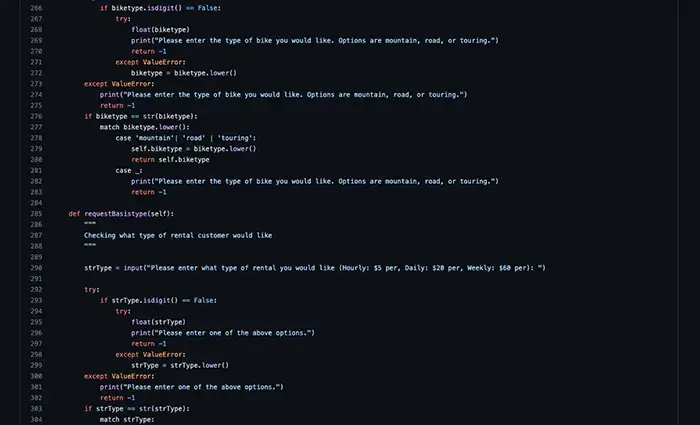 266 if biketype.isdigit() == False:
267 try:
268 float(biketype)
269 print("Please enter the type of bike you would like. Options are mountain, road, or touring.")
270 return -1
271 except ValueError:
272 biketype = biketype.lower()
273 except ValueError:
274 print("Please enter the type of bike you would like. Options are mountain, road, or touring.")
275 return -1
276 if biketype == str(biketype):
277 match biketype.lower():
278 case 'mountain'| 'road' | 'touring':
279 self.biketype = biketype.lower()
280 return self.biketype
281 case _:
282 print("Please enter the type of bike you would like. Options are mountain, road, or touring.")
283 return -1
284
285 def requestBasistype(self):
286 """
287 Checking what type of rental customer would like
288 """
289
290 strType = input("Please enter what type of rental you would like (Hourly: $5 per, Daily: $20 per, Weekly: $60 per): ")
291
292 try:
293 if strType.isdigit() == False:
294 try:
295 float(strType)
296 print("Please enter one of the above options.")
297 return -1
298 except ValueError:
299 strType = strType.lower()
300 except ValueError:
301 print("Please enter one of the above options.")
302 return -1
303 if strType == str(strType):
304 match strType: